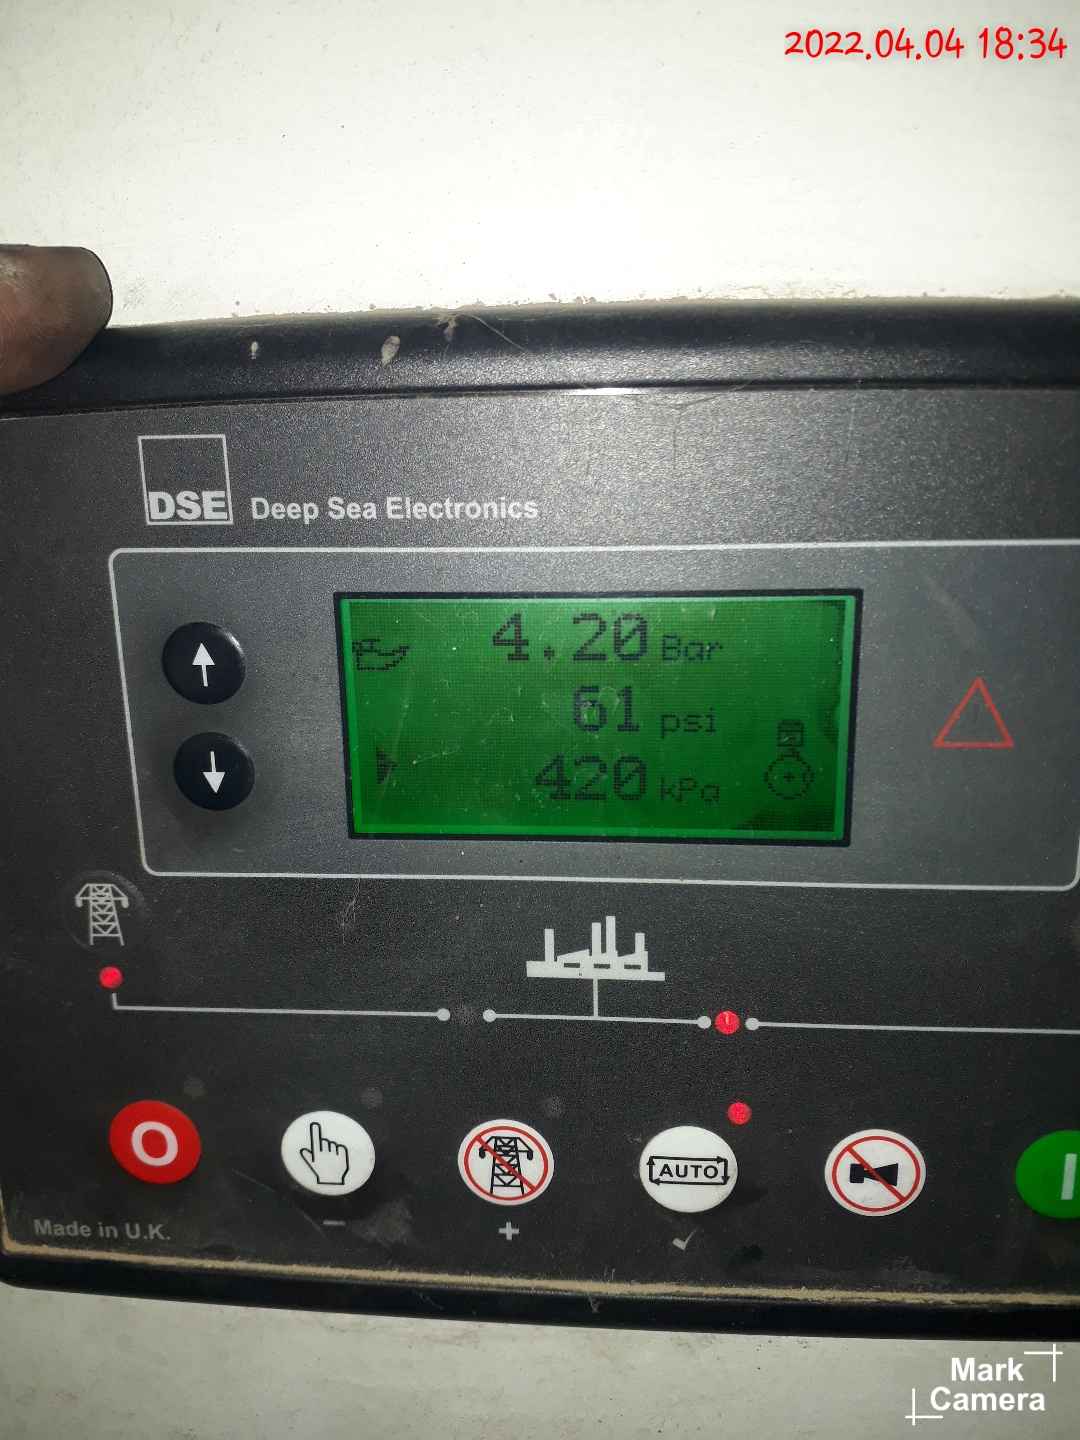 2022.04.04 18:34
DSE Deep Sea Electronics
4.20 Bar
61 psi
420 kPa
O
AUTO
I
Made in U.K.
- + ✓
Mark
Camera